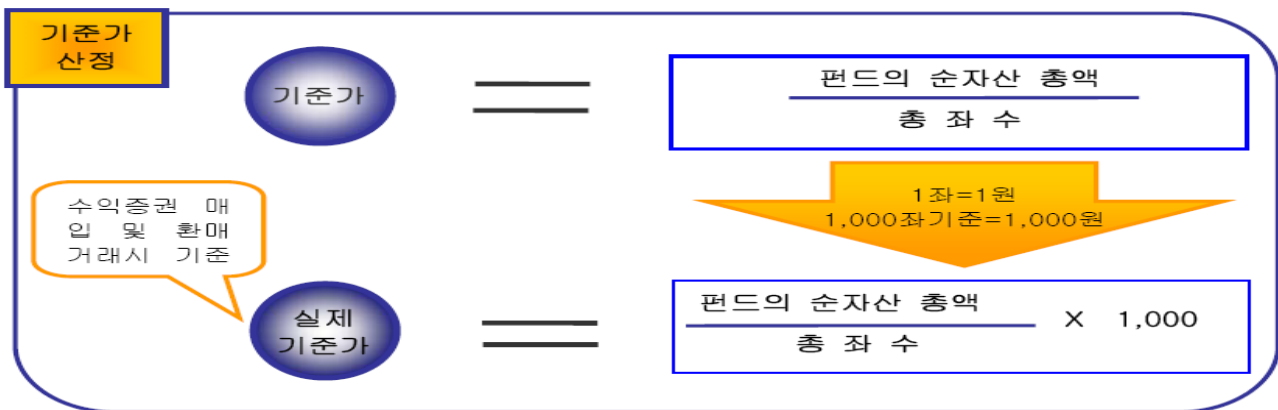 기준가
산정
기준가
펀드의 순자산 총액
총 좌 수
1좌=1원
1,000좌기준=1,000원
수익증권 매
입 및 환매
거래시 기준
실제
기준가
펀드의 순자산 총액
총 좌 수
X 1,000